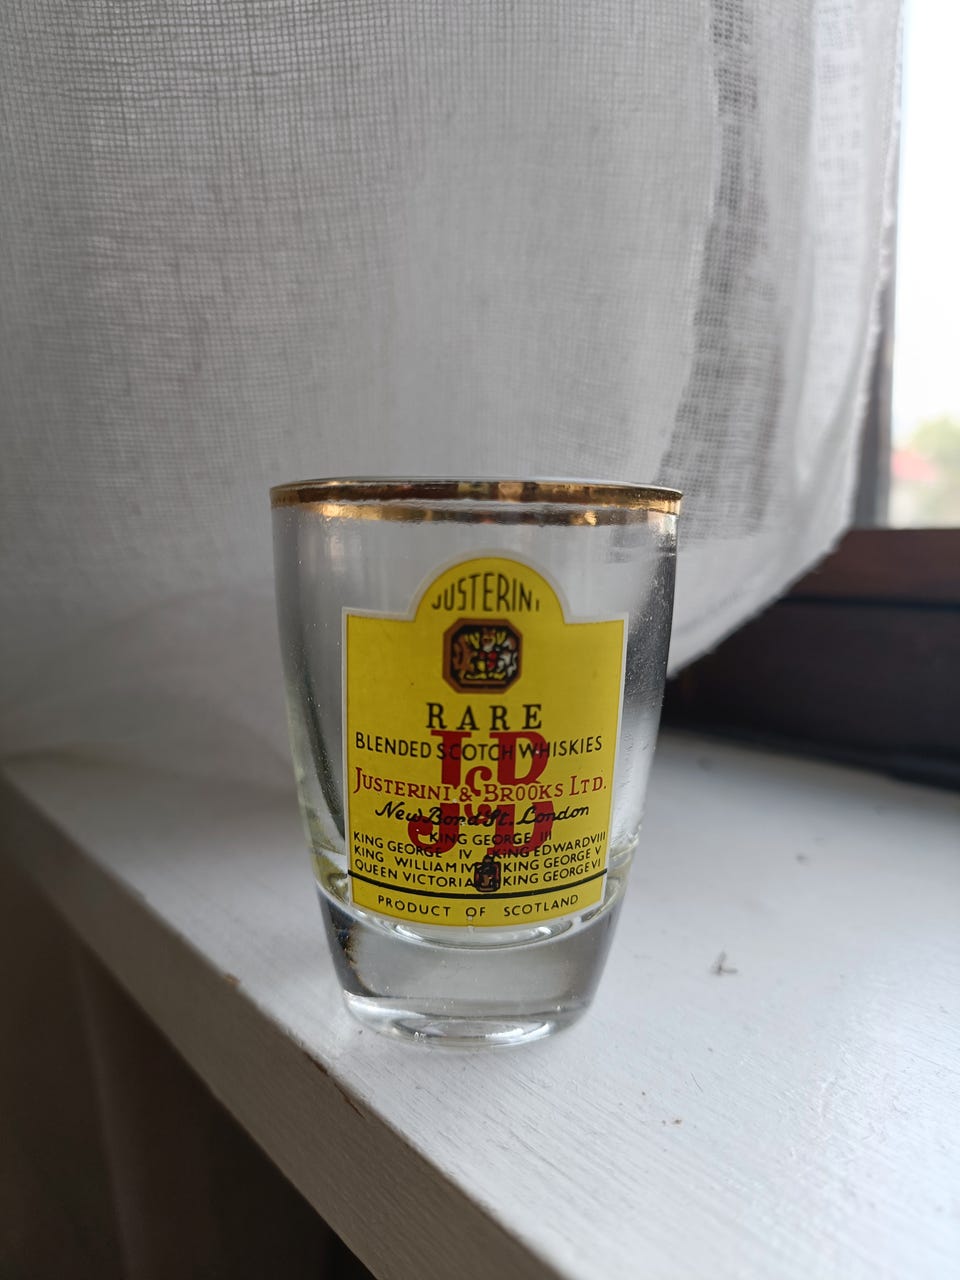 JUSTERINI
RARE
BLENDED SCOTCH WHISKIES
J&B
JUSTERINI & BROOKS LTD.
New Bond St. London
KING GEORGE III
KING GEORGE IV KING EDWARD VIII
KING WILLIAM IV KING GEORGE V
QUEEN VICTORIA KING GEORGE VI
PRODUCT OF SCOTLAND